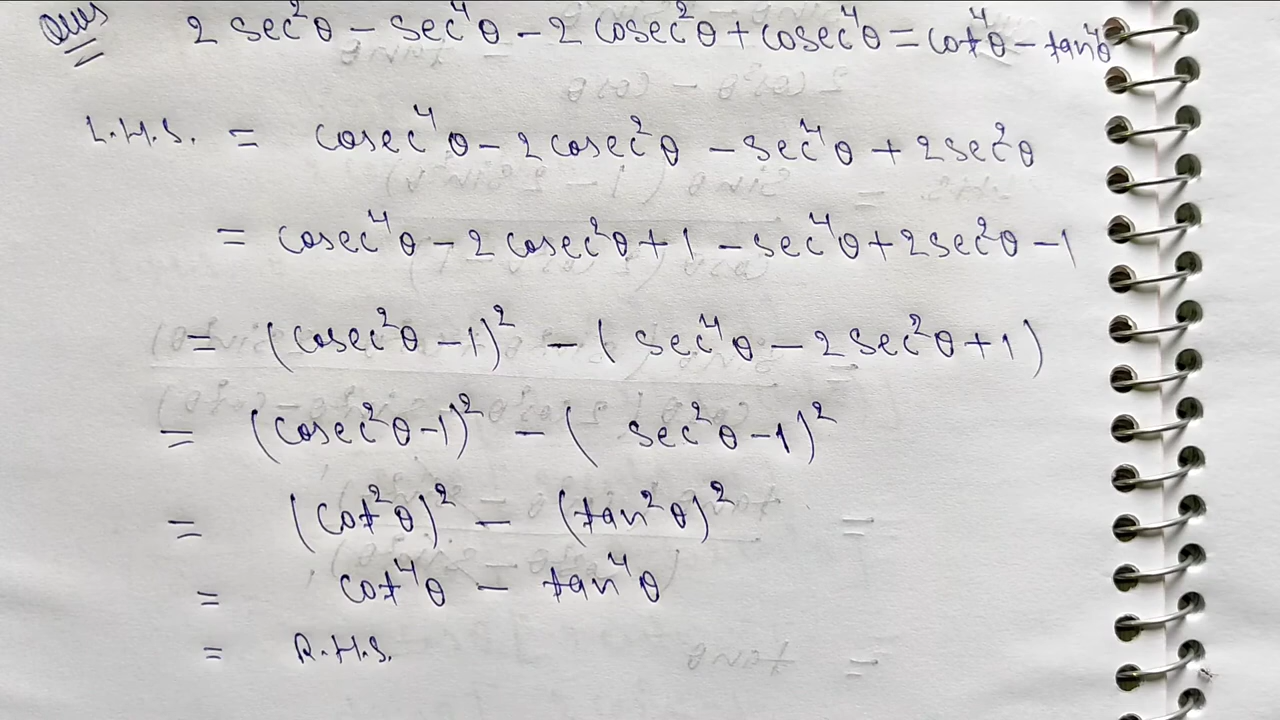 Ques 2 sec²θ – sec⁴θ – 2 cosec²θ + cosec⁴θ = cot⁴θ – tan⁴θ
L.H.S. = cosec⁴θ – 2 cosec²θ – sec⁴θ + 2 sec²θ
= cosec⁴θ – 2 cosec²θ + 1 – sec⁴θ + 2 sec²θ – 1
= (cosec²θ – 1)² – ( sec⁴θ – 2 sec²θ + 1 )
= (cosec²θ – 1)² – ( sec²θ – 1)²
= (cot²θ)² – (tan²θ)²
= cot⁴θ – tan⁴θ
= R.H.S.